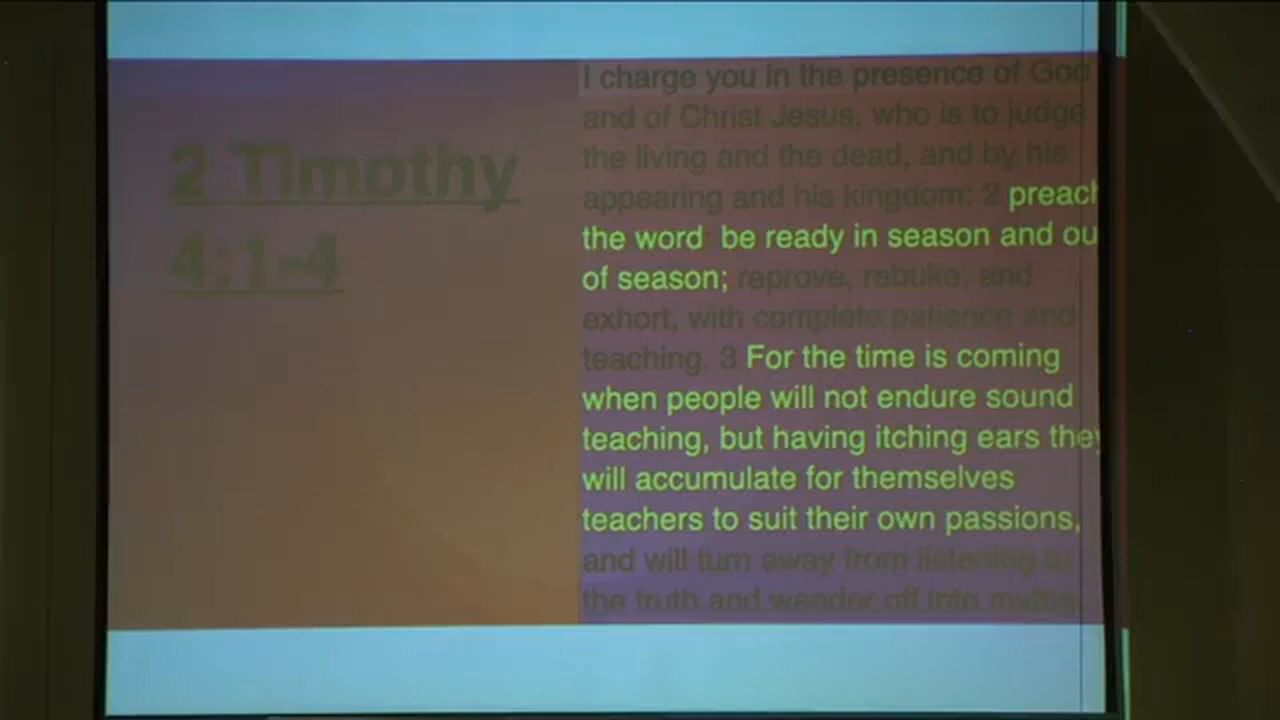 2 Timothy
4:1-4
I charge you in the presence of God
and of Christ Jesus, who is to judge
the living and the dead, and by his
appearing and his kingdom: 2 preach
the word be ready in season and ou
of season; reprove, rebuke, and
exhort, with complete patience and
teaching. 3 For the time is coming
when people will not endure sound
teaching, but having itching ears they
will accumulate for themselves
teachers to suit their own passions,
and will turn away from listening to
the truth and wander off into myths.